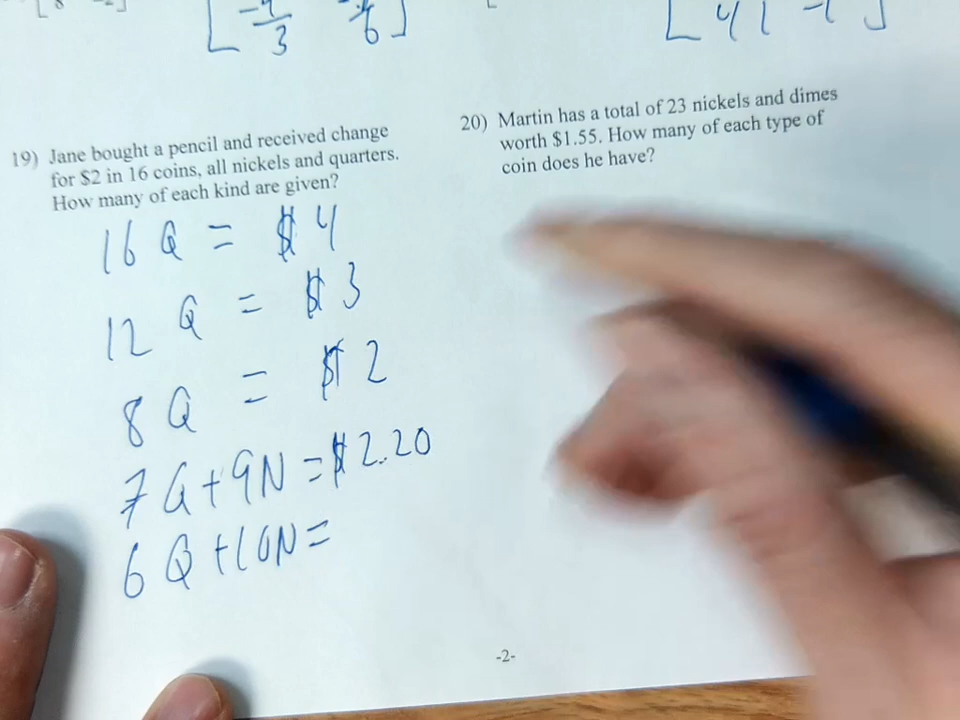 -4/3
19) Jane bought a pencil and received change
for $2 in 16 coins, all nickels and quarters.
How many of each kind are given?
16 Q = $4
12 Q = $3
8 Q = $2
7 Q + 9N = $2.20
6 Q + 10N =
20) Martin has a total of 23 nickels and dimes
worth $1.55. How many of each type of
coin does he have?
-2-